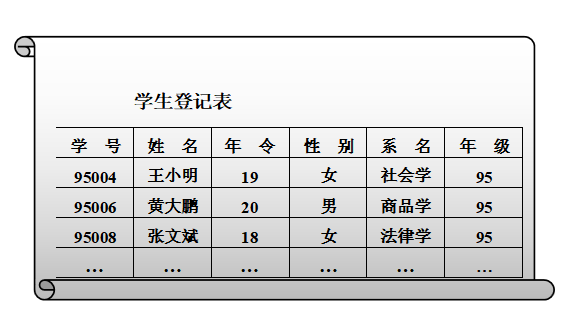 学生登记表
学 号 姓 名 年 令 性 别 系 名 年 级
95004 王小明 19 女 社会学 95
95006 黄大鹏 20 男 商品学 95
95008 张文斌 18 女 法律学 95
… … … … … …